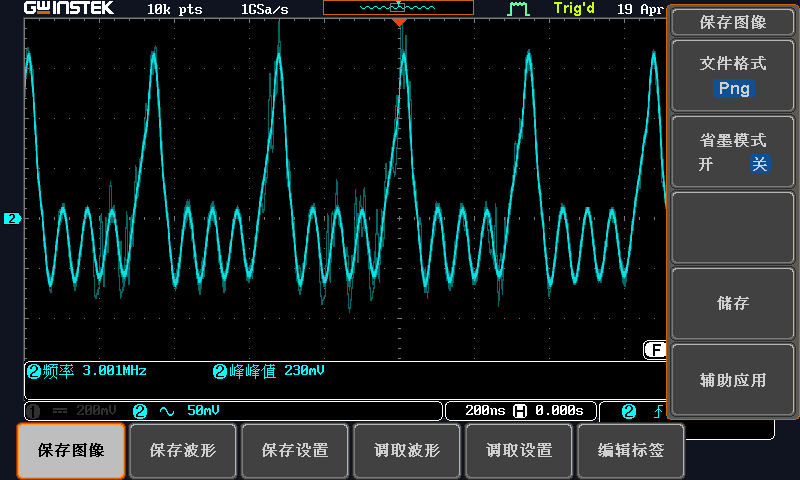 GWINSTEK 10k pts 1GSa/s Trig'd 19 Apr
保存图像
文件格式
Png
省墨模式
开 关
2
储存
F
辅助应用
2频率 3.001MHz 2峰峰值 230mV
1 200mV 2 50mV 200ns H 0.000s 2
保存图像 保存波形 保存设置 调取波形 调取设置 编辑标签